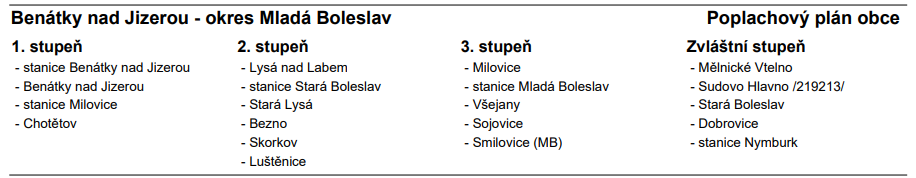 Benátky nad Jizerou - okres Mladá Boleslav
Poplachový plán obce
1. stupeň
- stanice Benátky nad Jizerou
- Benátky nad Jizerou
- stanice Milovice
- Chotětov
2. stupeň
- Lysá nad Labem
- stanice Stará Boleslav
- Stará Lysá
- Bezno
- Skorkov
- Luštěnice
3. stupeň
- Milovice
- stanice Mladá Boleslav
- Všejany
- Sojovice
- Smilovice (MB)
Zvláštní stupeň
- Mělnické Vtelno
- Sudovo Hlavno /219213/
- Stará Boleslav
- Dobrovice
- stanice Nymburk